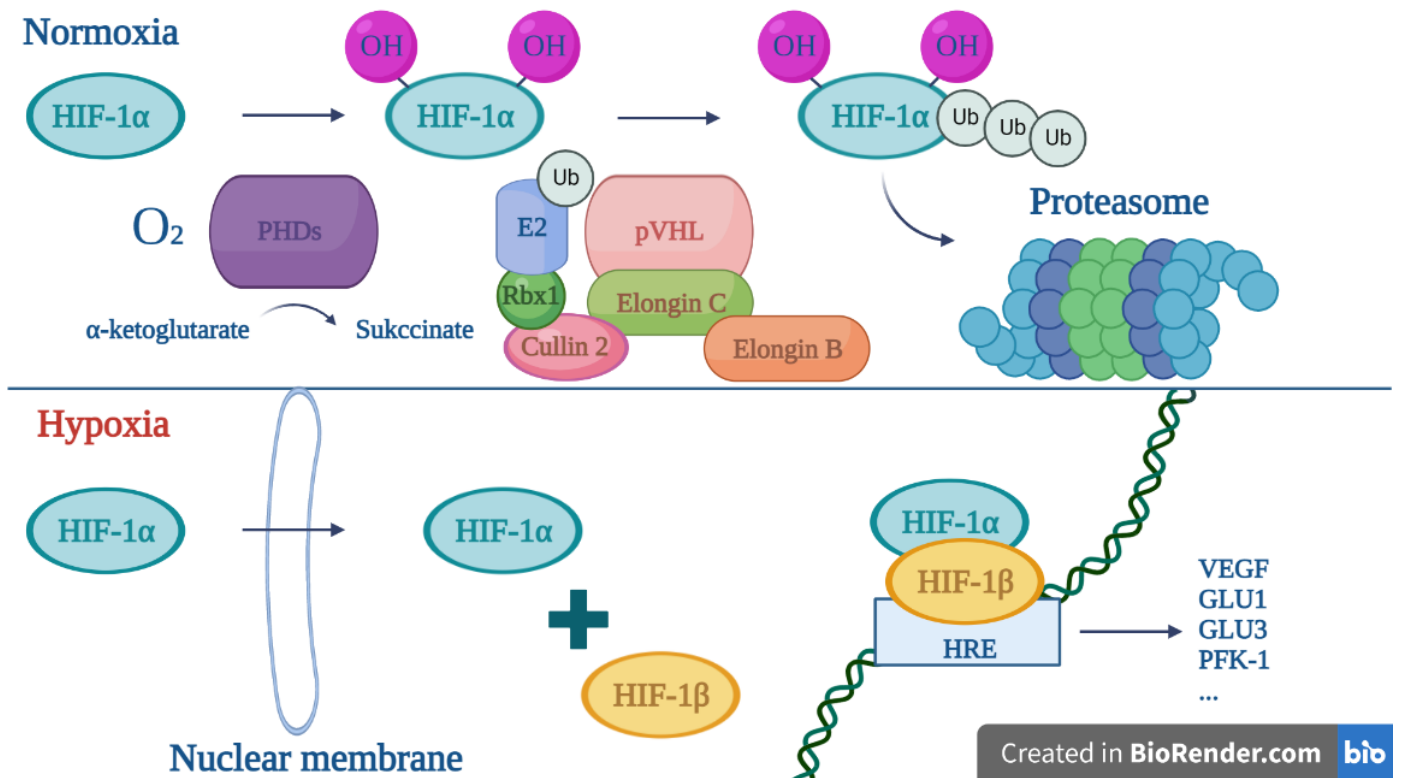 Normoxia
OH
OH
OH
OH
HIF-1α
HIF-1α
HIF-1α
Ub
Ub
Ub
Ub
O2
PHDs
E2
pVHL
Proteasome
Rbx1
Elongin C
α-ketoglutarate
Sukccinate
Cullin 2
Elongin B
Hypoxia
HIF-1α
HIF-1α
HIF-1α
HIF-1β
HIF-1β
HRE
VEGF
GLU1
GLU3
PFK-1
...
Nuclear membrane
Created in BioRender.com bio